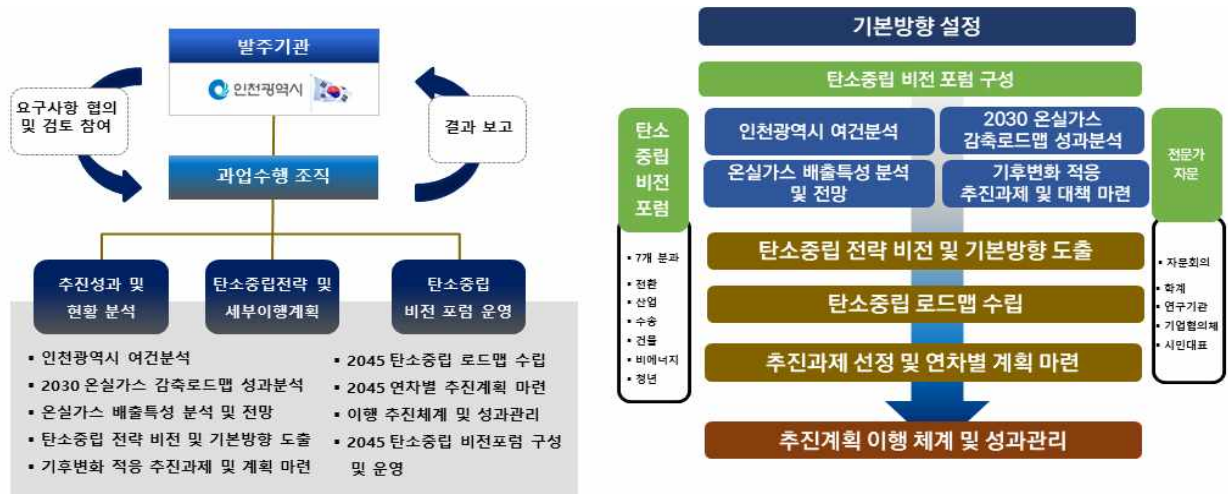 발주기관
인천광역시
요구사항 협의
및 검토 참여
결과 보고
과업수행 조직
추진성과 및
현황 분석
탄소중립전략 및
세부이행계획
탄소중립
비전 포럼 운영
▪ 인천광역시 여건분석
▪ 2030 온실가스 감축로드맵 성과분석
▪ 온실가스 배출특성 분석 및 전망
▪ 탄소중립 전략 비전 및 기본방향 도출
▪ 기후변화 적응 추진과제 및 계획 마련
▪ 2045 탄소중립 로드맵 수립
▪ 2045 연차별 추진계획 마련
▪ 이행 추진체계 및 성과관리
▪ 2045 탄소중립 비전포럼 구성
및 운영
기본방향 설정
탄소중립 비전 포럼 구성
탄소
중립
비전
포럼
▪ 7개 분과
▪ 전환
▪ 산업
▪ 수송
▪ 건물
▪ 비에너지
▪ 청년
인천광역시 여건분석
2030 온실가스
감축로드맵 성과분석
온실가스 배출특성 분석
및 전망
기후변화 적응
추진과제 및 대책 마련
탄소중립 전략 비전 및 기본방향 도출
탄소중립 로드맵 수립
추진과제 선정 및 연차별 계획 마련
추진계획 이행 체계 및 성과관리
전문가
자문
▪ 자문회의
▪ 학계
▪ 연구기관
▪ 기업협의체
▪ 시민대표